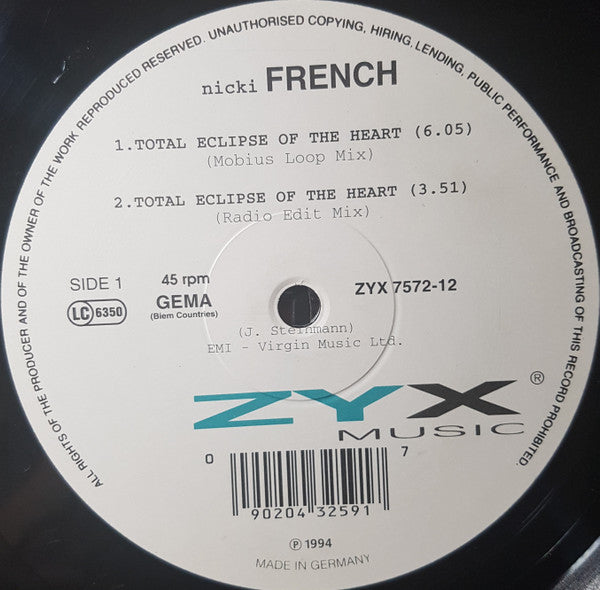 ALL RIGHTS OF THE PRODUCER AND OF THE OWNER OF THE WORK REPRODUCED RESERVED. UNAUTHORISED COPYING, HIRING, LENDING, PUBLIC PERFORMANCE AND BROADCASTING OF THIS RECORD PROHIBITED.
nicki FRENCH
1.TOTAL ECLIPSE OF THE HEART (6.05)
(Mobius Loop Mix)
2.TOTAL ECLIPSE OF THE HEART (3.51)
(Radio Edit Mix)
SIDE 1
45 rpm
LC 6350
GEMA
(Biem Countries)
ZYX 7572-12
(J. Steinmann)
EMI - Virgin Music Ltd.
ZYX ®
MUSIC
0 7
90204 32591
℗ 1994
MADE IN GERMANY